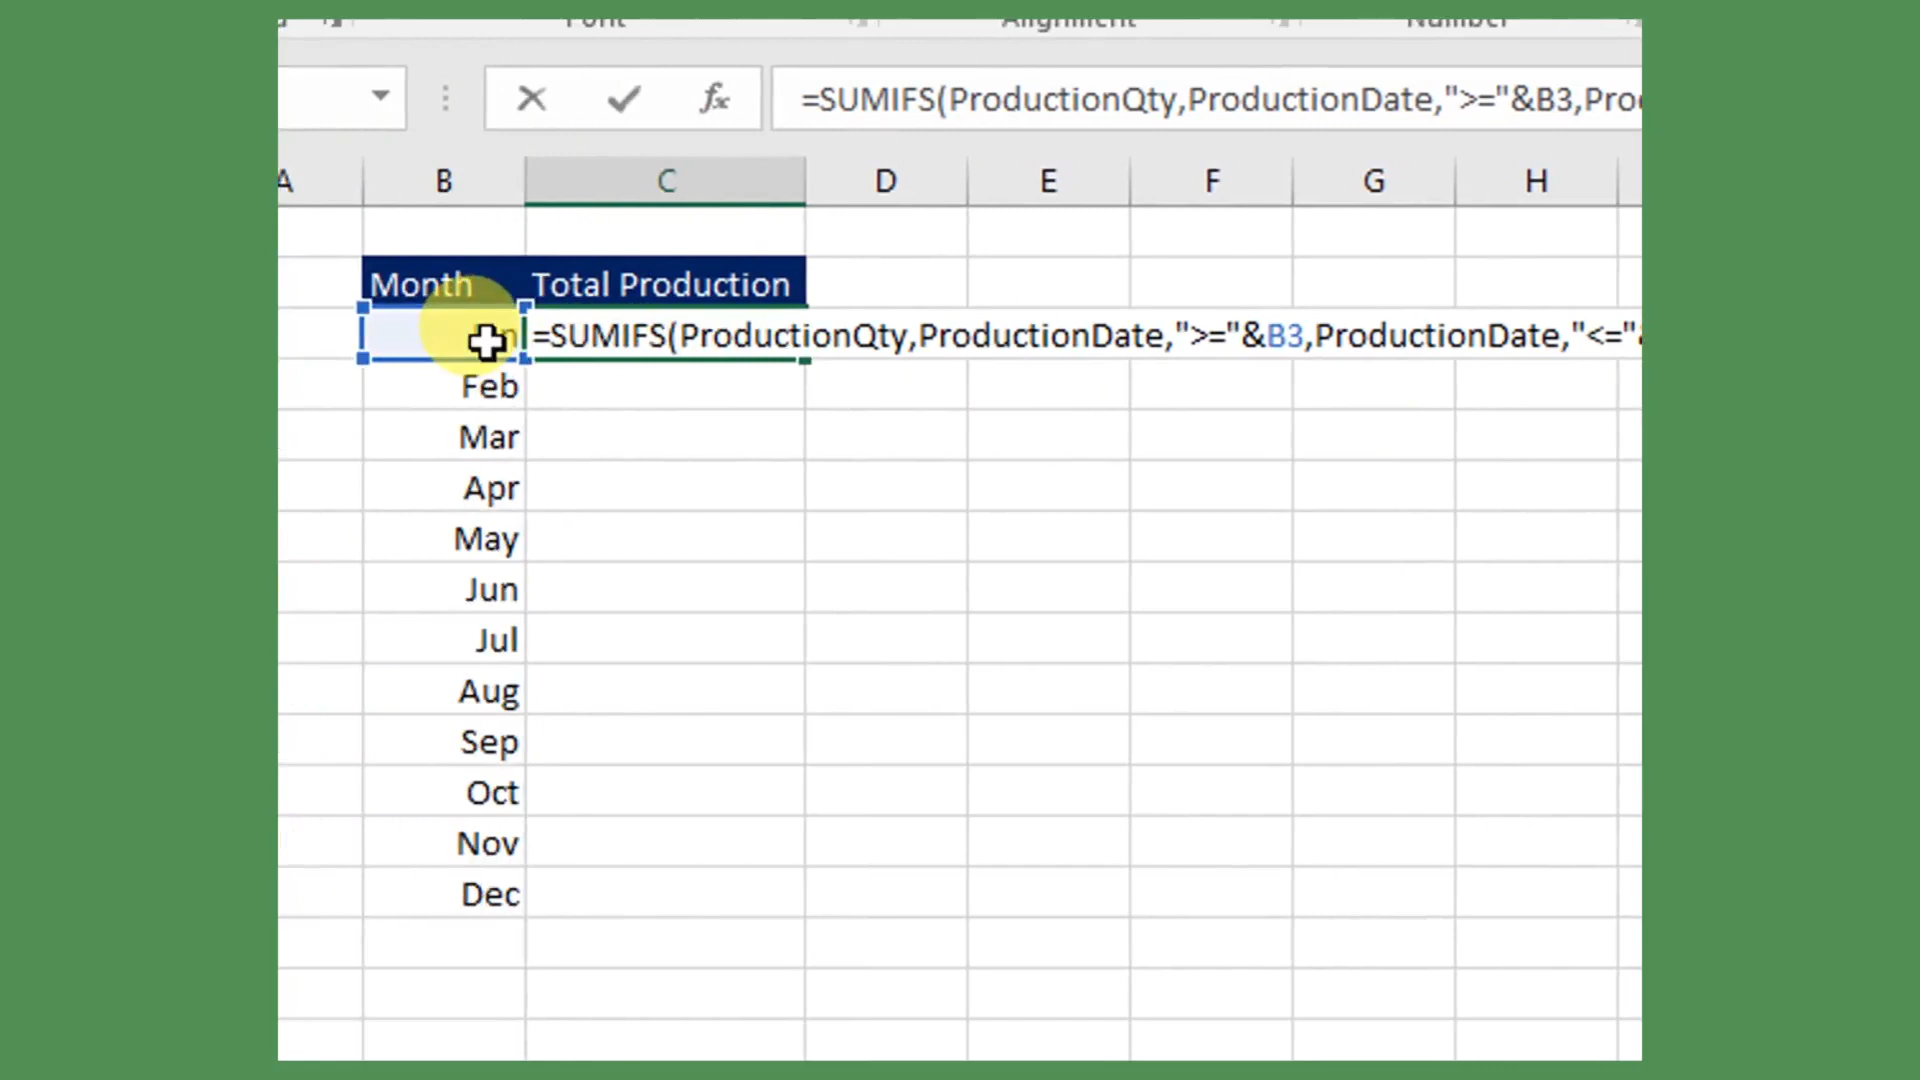 Font Alignment Number
fx =SUMIFS(ProductionQty,ProductionDate,">="&B3,Pro
A B C D E F G H
Month Total Production
=SUMIFS(ProductionQty,ProductionDate,">="&B3,ProductionDate,"<="&
Feb
Mar
Apr
May
Jun
Jul
Aug
Sep
Oct
Nov
Dec